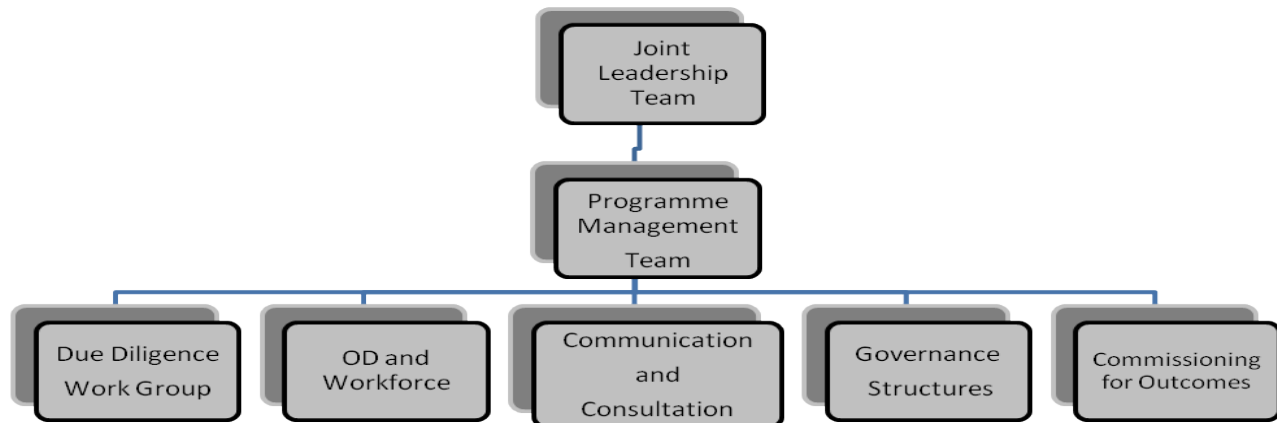 Joint
Leadership
Team
Programme
Management
Team
Due Diligence
Work Group
OD and
Workforce
Communication
and
Consultation
Governance
Structures
Commissioning
for Outcomes